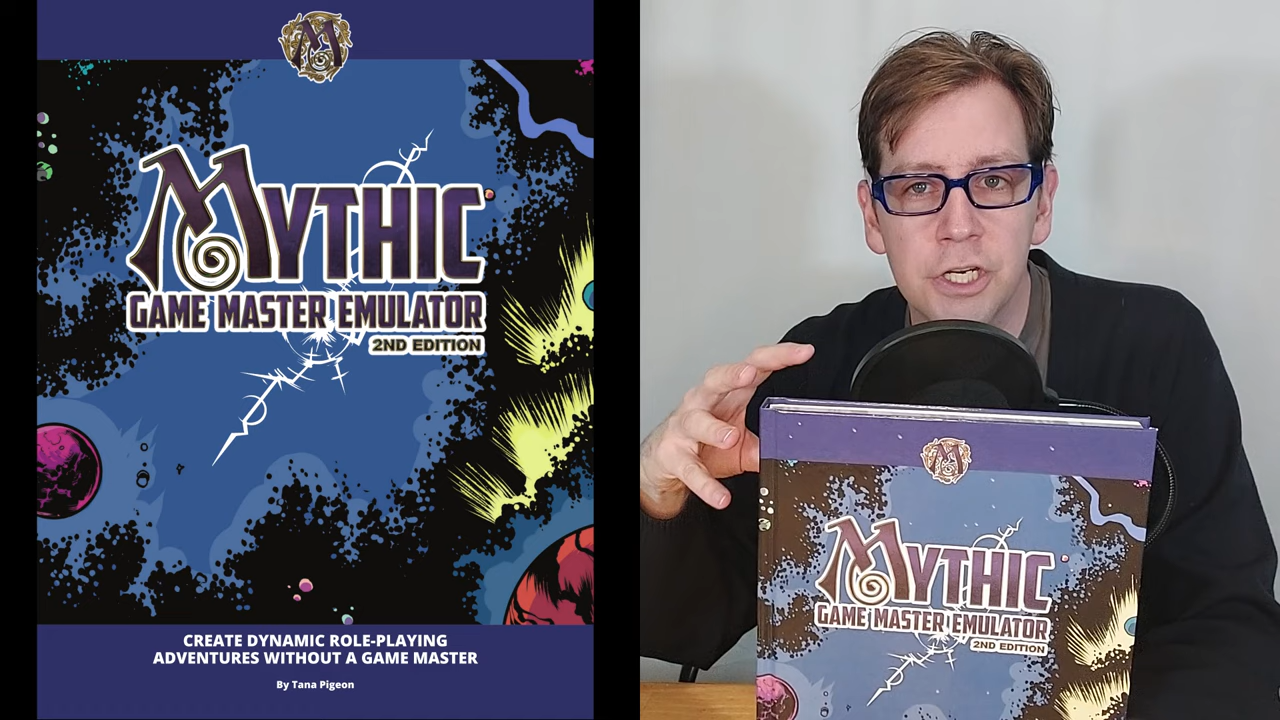 M
MYTHIC
GAME MASTER EMULATOR
2ND EDITION
CREATE DYNAMIC ROLE-PLAYING
ADVENTURES WITHOUT A GAME MASTER
By Tana Pigeon
M
MYTHIC
GAME MASTER EMULATOR
2ND EDITION